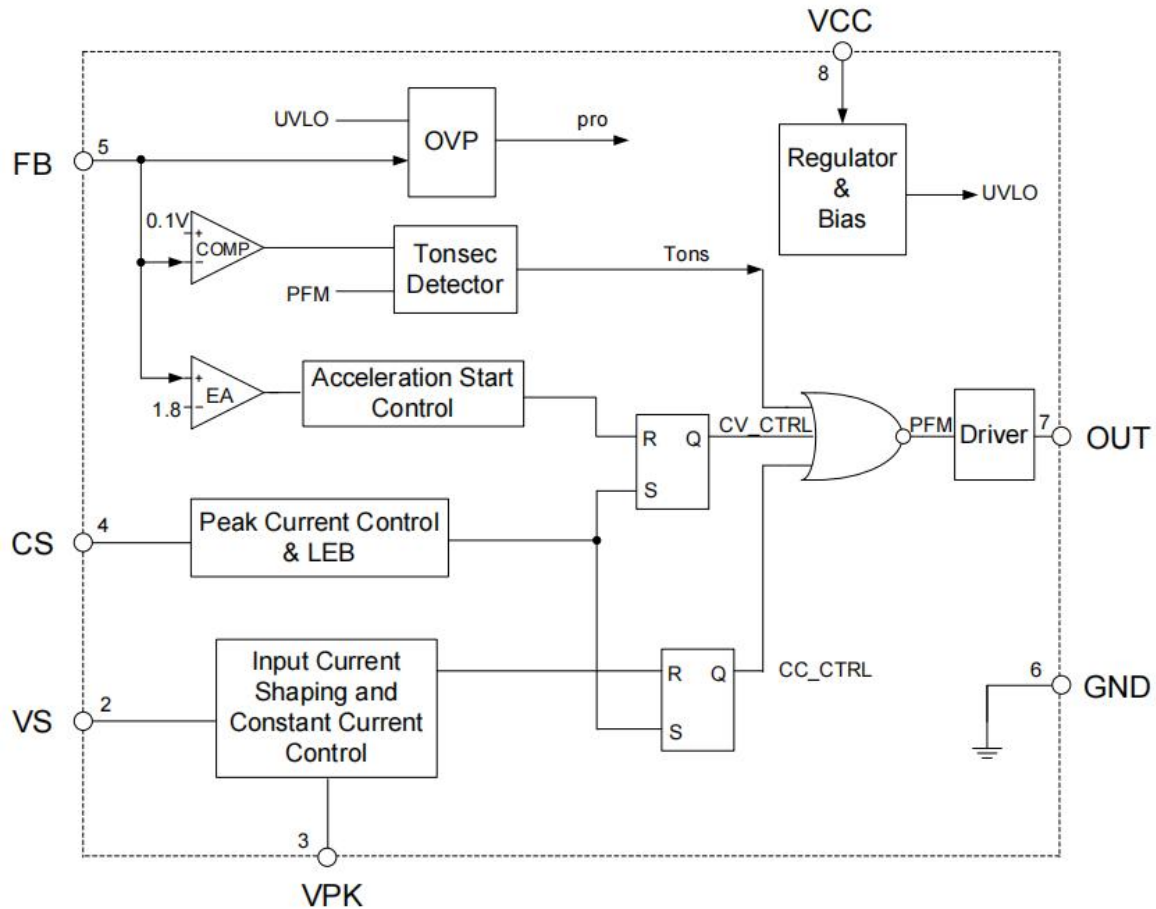 VCC
8
UVLO
OVP
pro
5
FB
Regulator
&
Bias
UVLO
0.1V
+
COMP
−
Tonsec
Detector
PFM
Tons
+
EA
1.8
−
Acceleration Start
Control
R
Q
S
CV_CTRL
PFM
Driver
7
OUT
4
CS
Peak Current Control
& LEB
Input Current
Shaping and
Constant Current
Control
2
VS
R
Q
S
CC_CTRL
6
GND
3
VPK